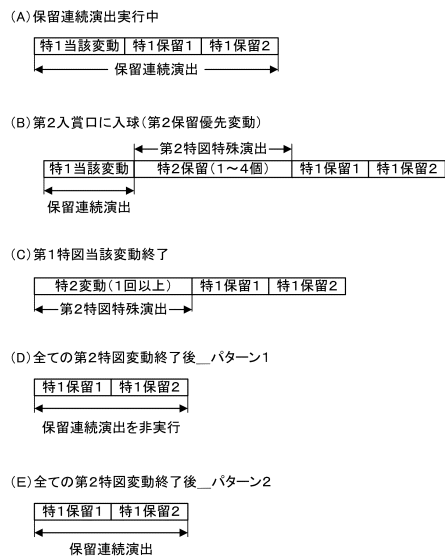 (A)保留連続演出実行中
特1当該変動 特1保留1 特1保留2
保留連続演出
(B)第2入賞口に入球(第2保留優先変動)
第2特図特殊演出
特1当該変動 特2保留(1～4個) 特1保留1 特1保留2
保留連続演出
(C)第1特図当該変動終了
特2変動(1回以上) 特1保留1 特1保留2
第2特図特殊演出
(D)全ての第2特図変動終了後＿パターン1
特1保留1 特1保留2
保留連続演出を非実行
(E)全ての第2特図変動終了後＿パターン2
特1保留1 特1保留2
保留連続演出